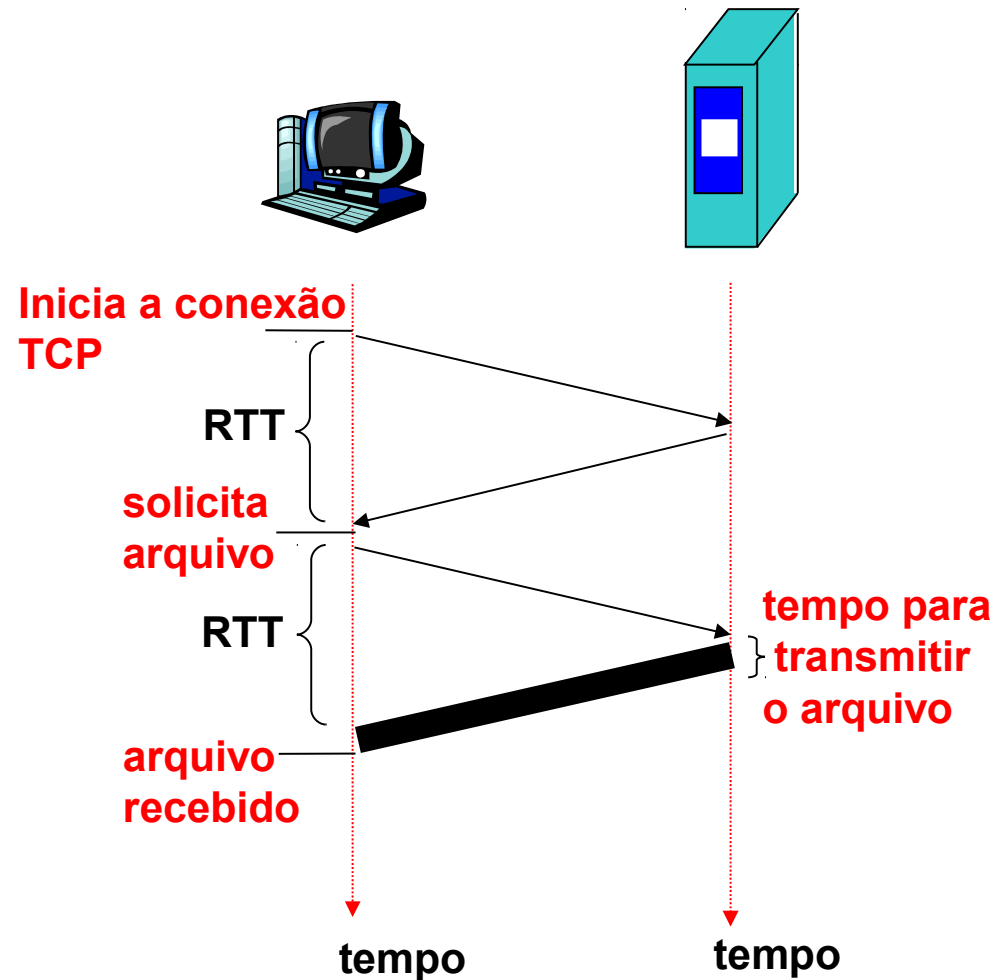 Inicia a conexão
TCP
RTT
solicita
arquivo
RTT
tempo para
transmitir
o arquivo
arquivo
recebido
tempo
tempo